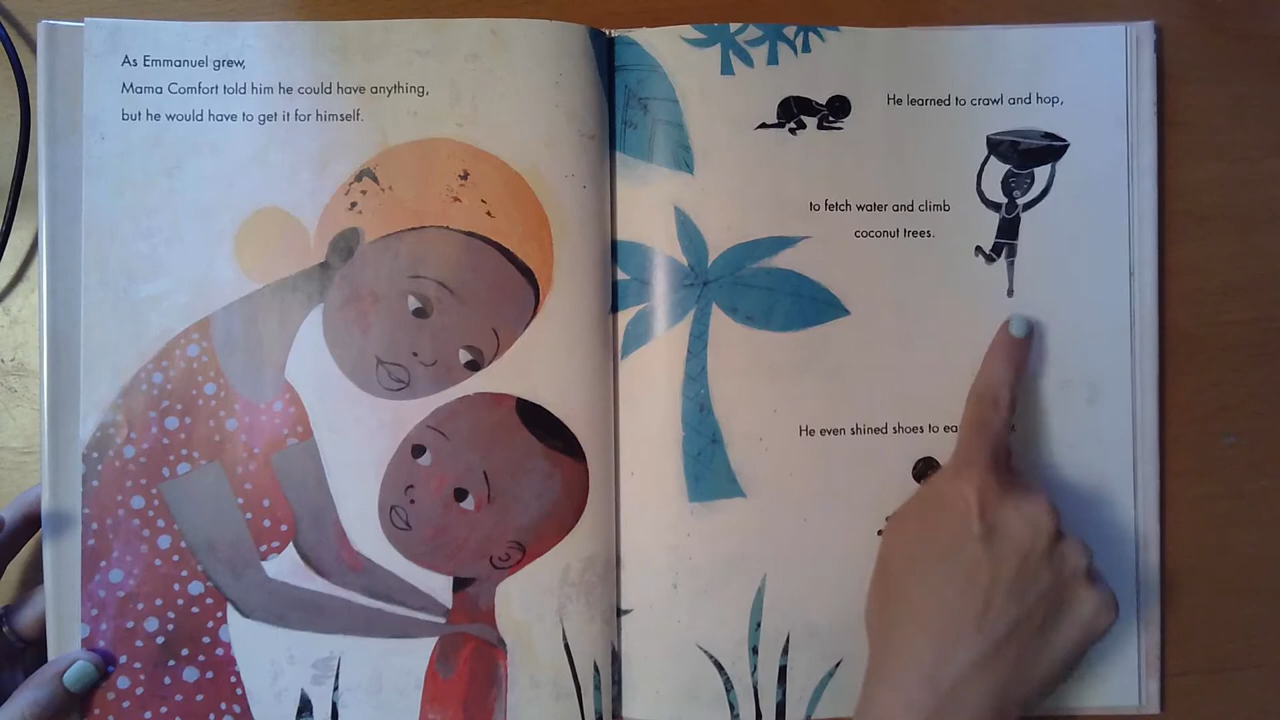 As Emmanuel grew,
Mama Comfort told him he could have anything,
but he would have to get it for himself.
He learned to crawl and hop,
to fetch water and climb
coconut trees.
He even shined shoes to